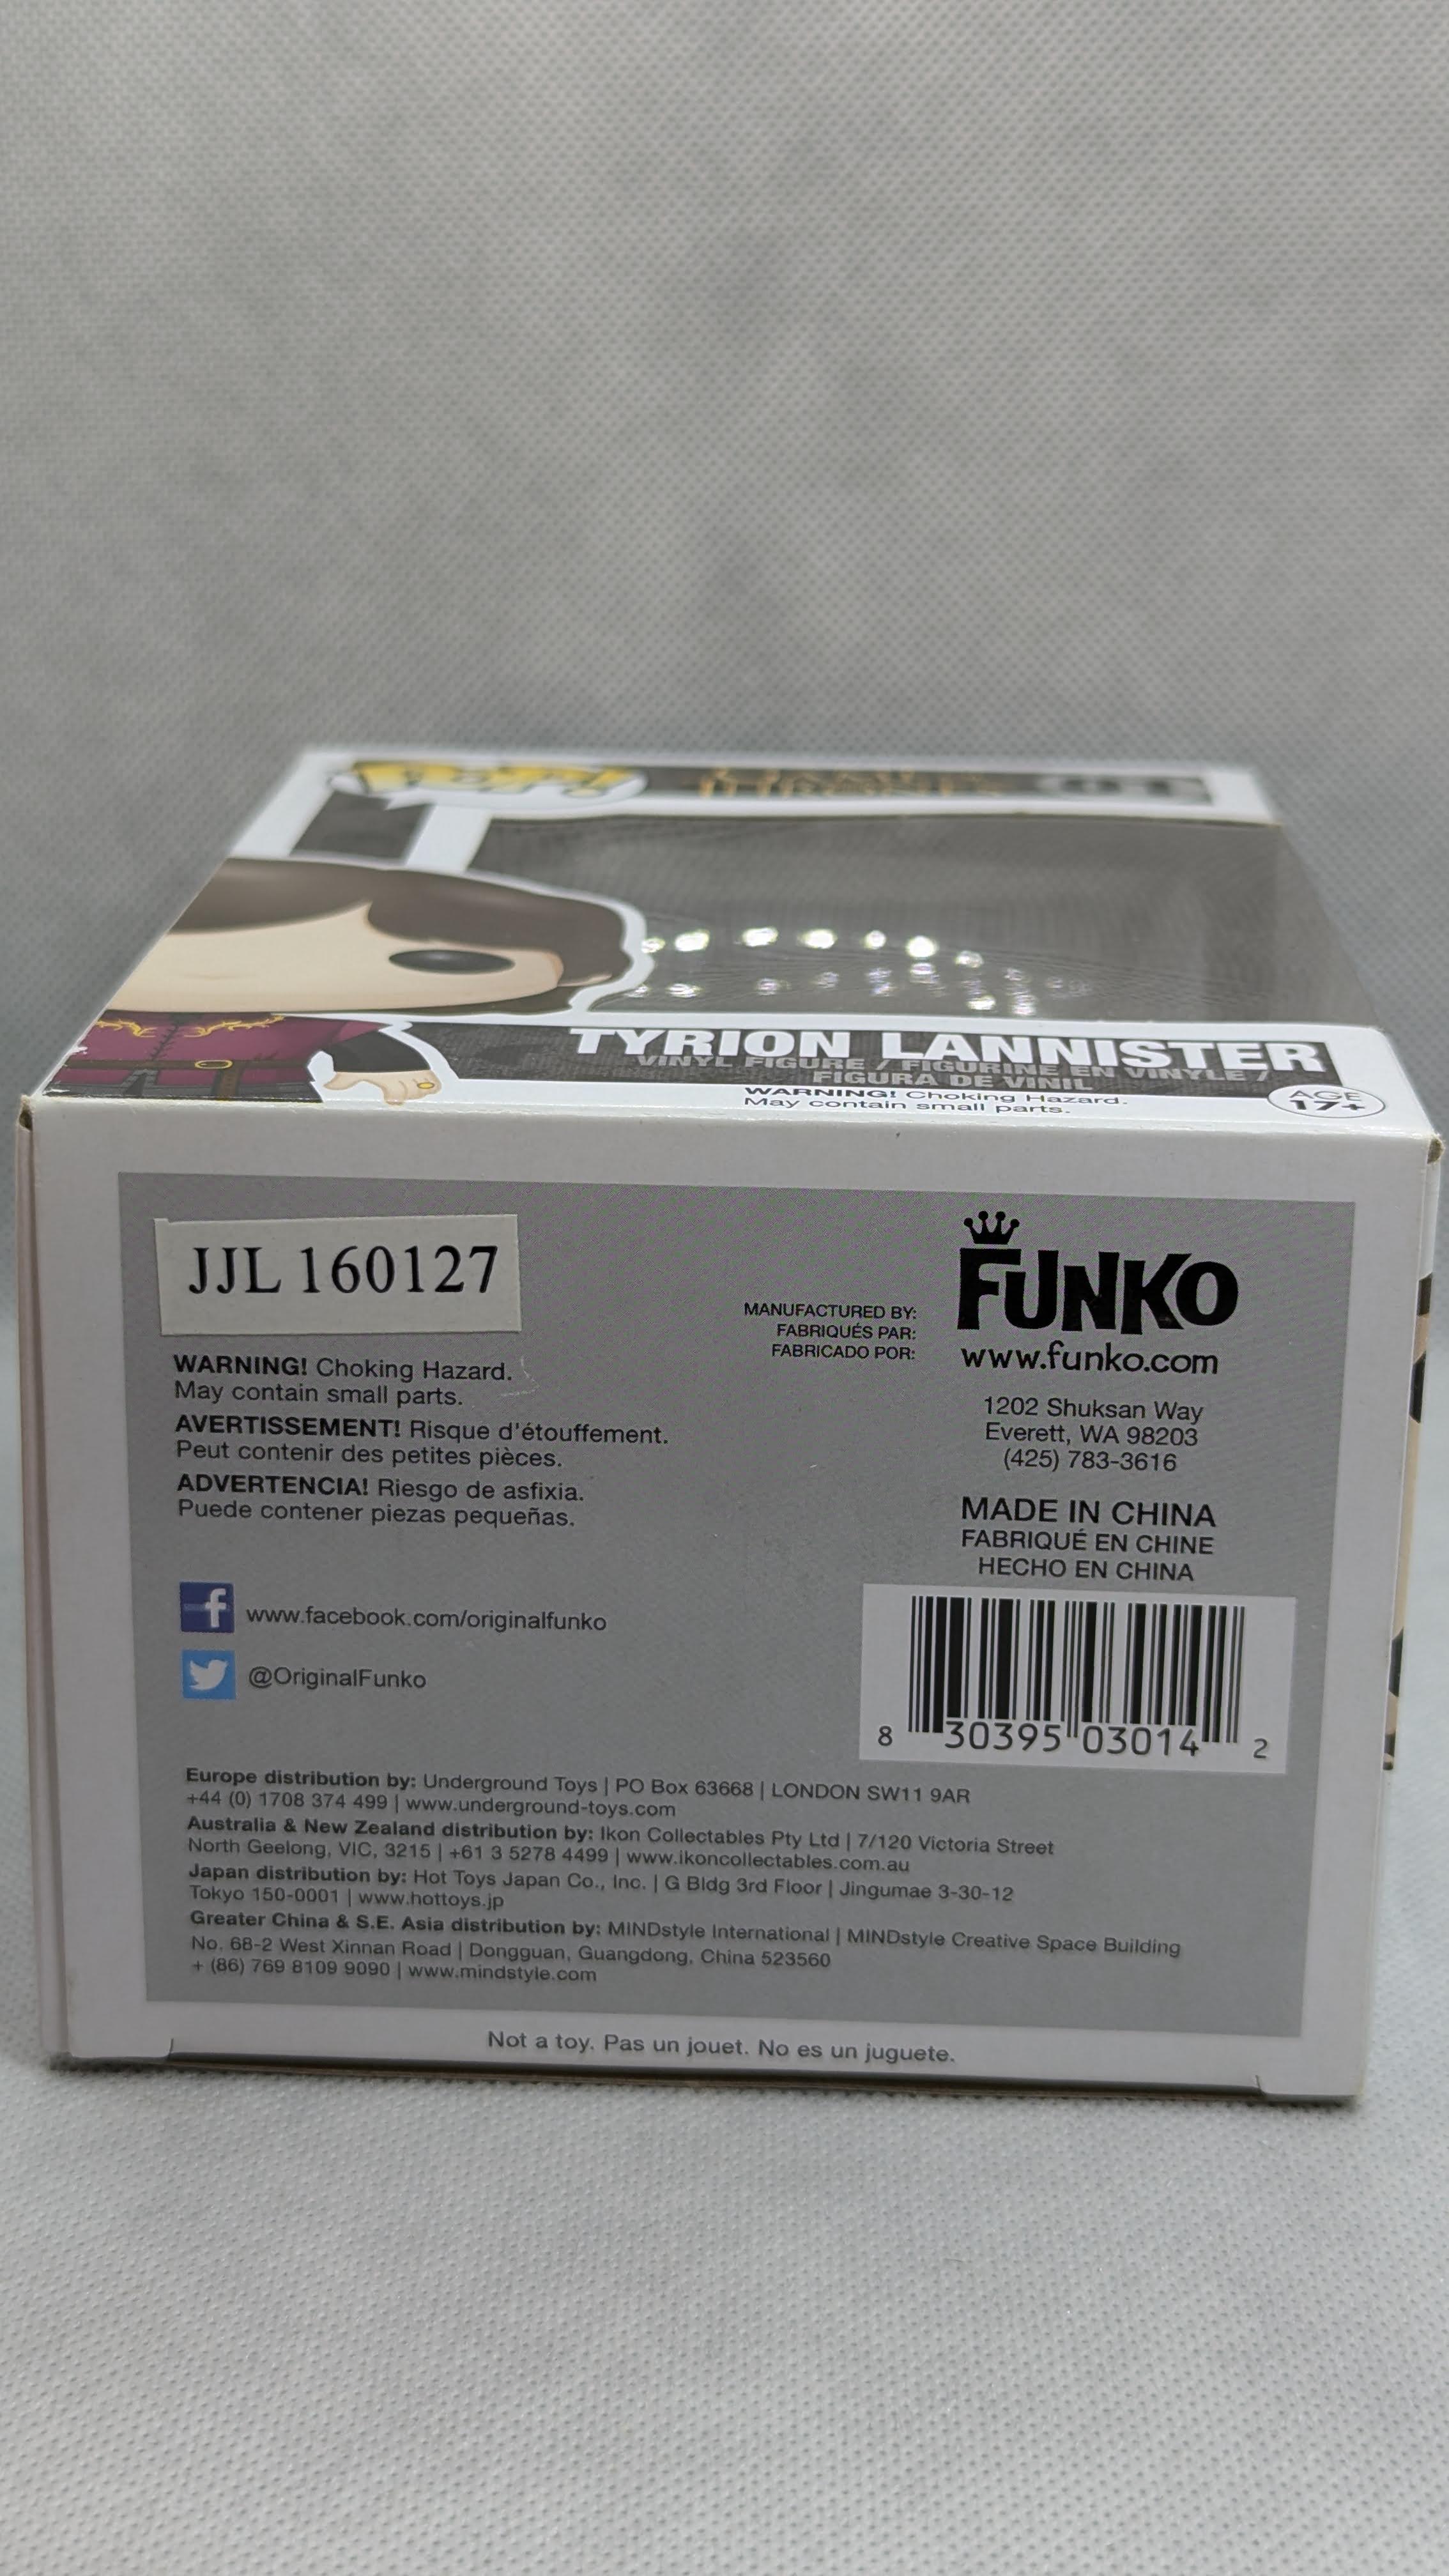 POP!
GAME OF
THRONES
01
TYRION LANNISTER
VINYL FIGURE / FIGURINE EN VINYLE /
FIGURA DE VINIL
WARNING! Choking Hazard.
May contain small parts.
AGE
17+
JJL 160127
WARNING! Choking Hazard.
May contain small parts.
AVERTISSEMENT! Risque d'étouffement.
Peut contenir des petites pièces.
ADVERTENCIA! Riesgo de asfixia.
Puede contener piezas pequeñas.
MANUFACTURED BY:
FABRIQUÉS PAR:
FABRICADO POR:
FUNKO
www.funko.com
1202 Shuksan Way
Everett, WA 98203
(425) 783-3616
MADE IN CHINA
FABRIQUÉ EN CHINE
HECHO EN CHINA
f www.facebook.com/originalfunko
@OriginalFunko
8 30395 03014 2
Europe distribution by: Underground Toys | PO Box 63668 | LONDON SW11 9AR
+44 (0) 1708 374 499 | www.underground-toys.com
Australia & New Zealand distribution by: Ikon Collectables Pty Ltd | 7/120 Victoria Street
North Geelong, VIC, 3215 | +61 3 5278 4499 | www.ikoncollectables.com.au
Japan distribution by: Hot Toys Japan Co., Inc. | G Bldg 3rd Floor | Jingumae 3-30-12
Tokyo 150-0001 | www.hottoys.jp
Greater China & S.E. Asia distribution by: MINDstyle International | MINDstyle Creative Space Building
No. 68-2 West Xinnan Road | Dongguan, Guangdong, China 523560
+ (86) 769 8109 9090 | www.mindstyle.com
Not a toy. Pas un jouet. No es un juguete.